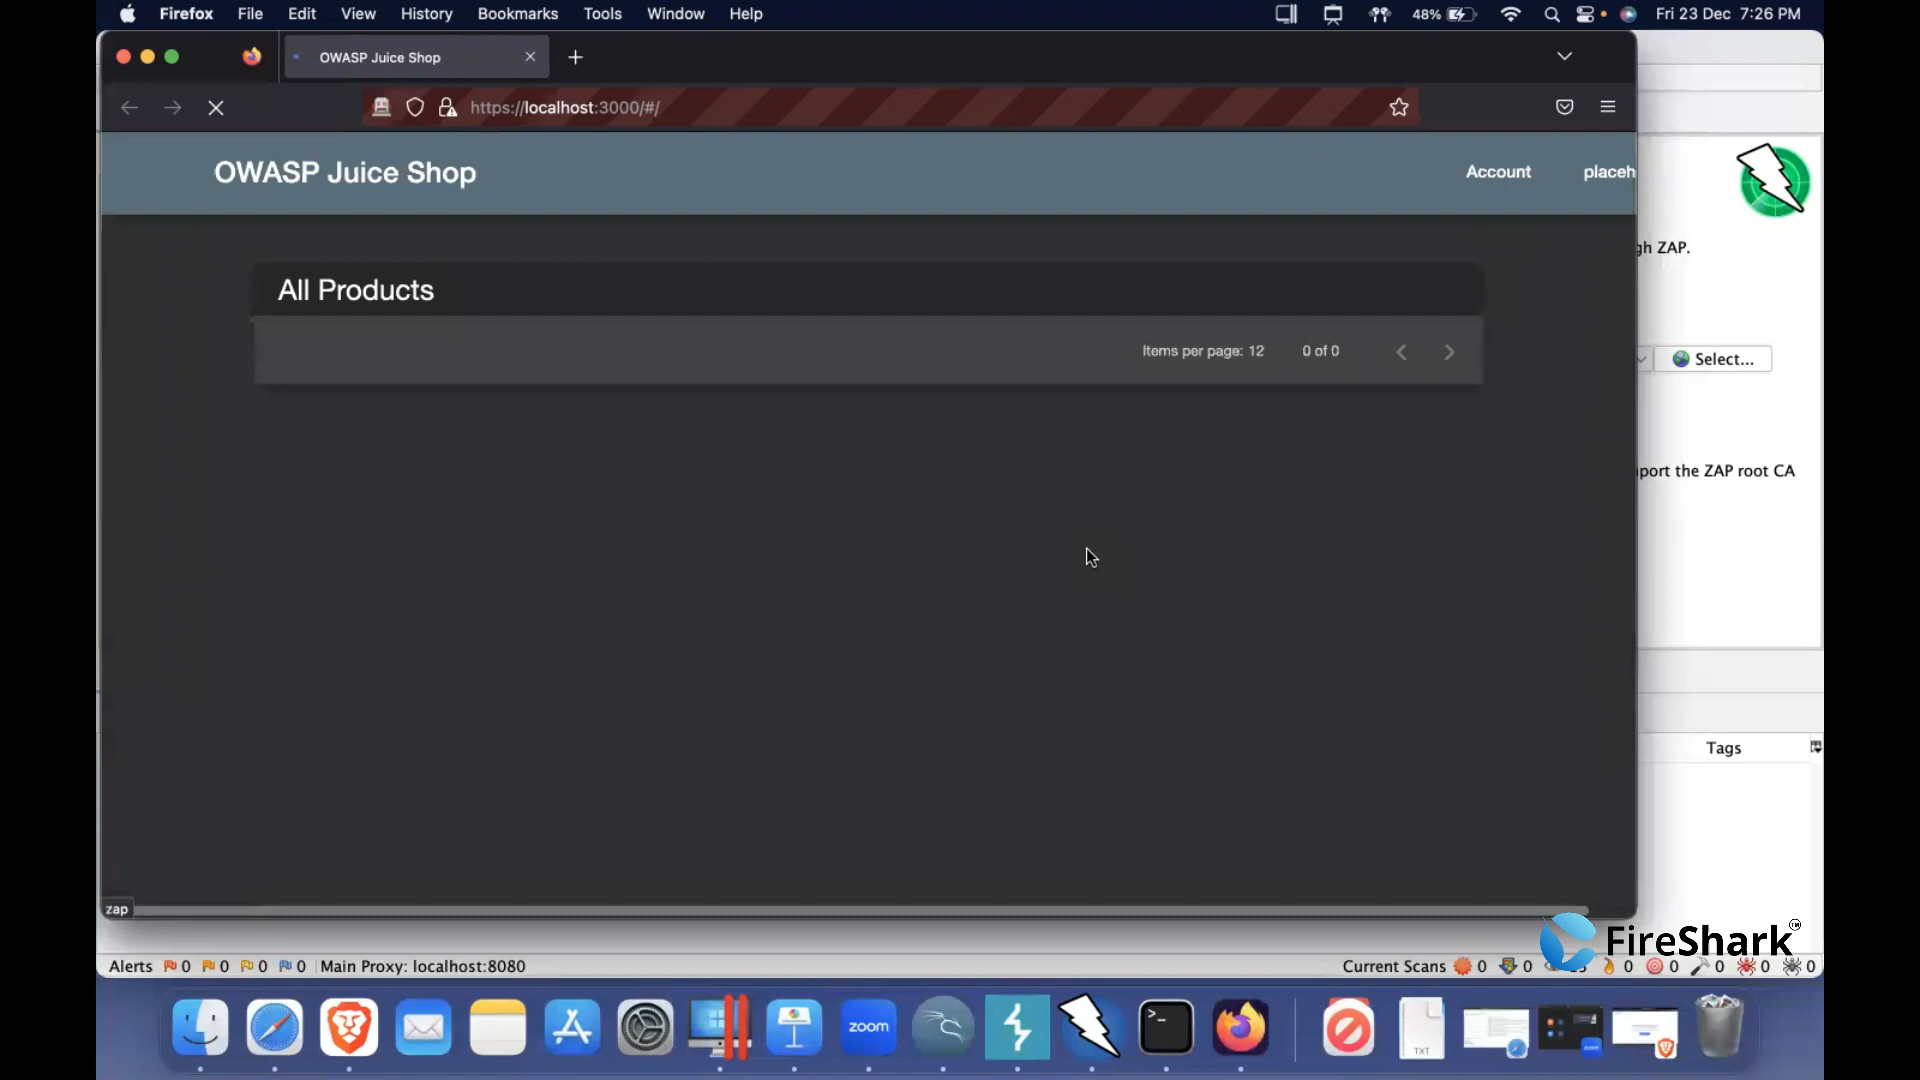 Firefox File Edit View History Bookmarks Tools Window Help 48% Fri 23 Dec 7:26 PM
OWASP Juice Shop
https://localhost:3000/#/
OWASP Juice Shop Account placeh
gh ZAP.
All Products
Items per page: 12 0 of 0
Select...
port the ZAP root CA
Tags
zap
FireShark™
Alerts 0 0 0 0 Main Proxy: localhost:8080 Current Scans 0 0 0 0 0 0 0
zoom
TXT